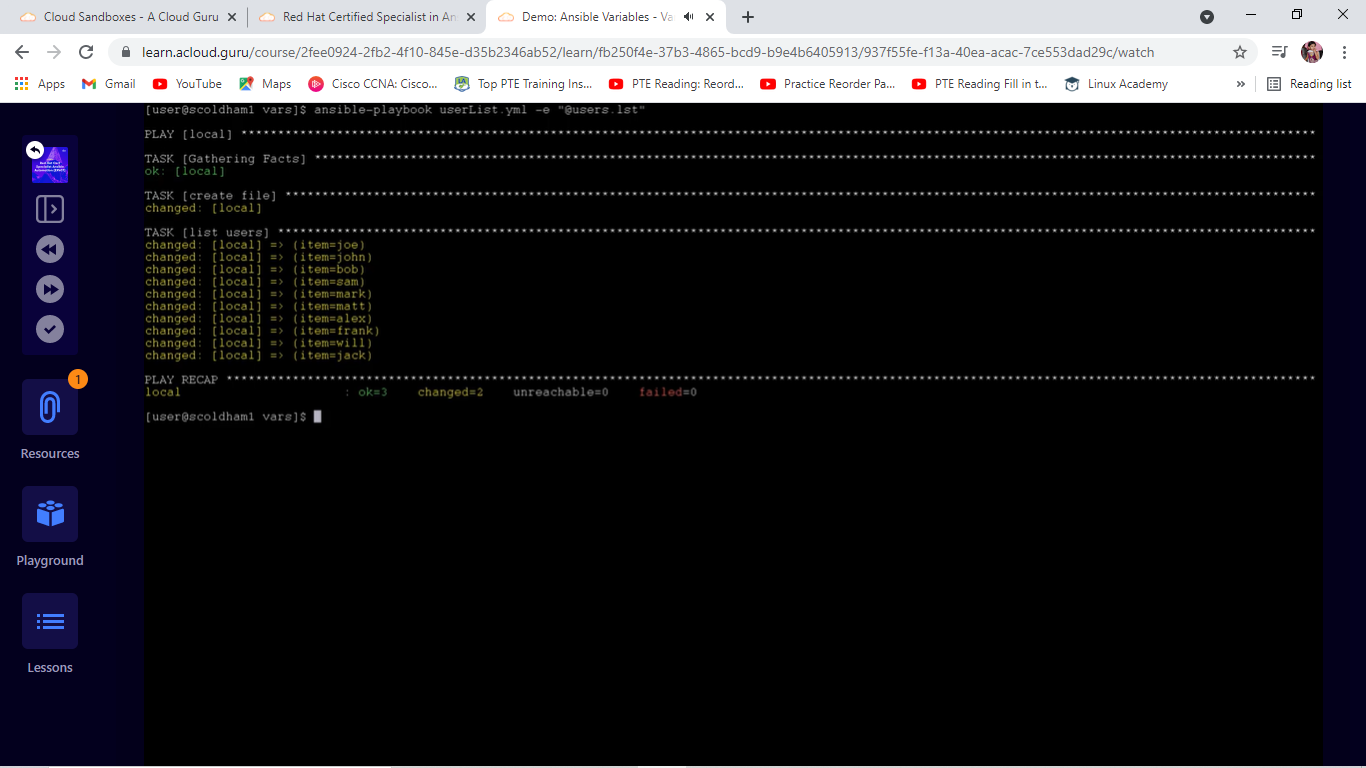 Cloud Sandboxes - A Cloud Guru
Red Hat Certified Specialist in An
Demo: Ansible Variables - Va
learn.acloud.guru/course/2fee0924-2fb2-4f10-845e-d35b2346ab52/learn/fb250f4e-37b3-4865-bcd9-b9e4b6405913/937f55fe-f13a-40ea-acac-7ce553dad29c/watch
Apps Gmail YouTube Maps Cisco CCNA: Cisco... Top PTE Training Ins... PTE Reading: Reord... Practice Reorder Pa... PTE Reading Fill in t... Linux Academy » Reading list
[user@scoldham1 vars]$ ansible-playbook userList.yml -e "@users.lst"
PLAY [local] ****************************************************************************************************************************************************
TASK [Gathering Facts] ******************************************************************************************************************************************
ok: [local]
TASK [create file] **********************************************************************************************************************************************
changed: [local]
TASK [list users] ***********************************************************************************************************************************************
changed: [local] => (item=joe)
changed: [local] => (item=john)
changed: [local] => (item=bob)
changed: [local] => (item=sam)
changed: [local] => (item=mark)
changed: [local] => (item=matt)
changed: [local] => (item=alex)
changed: [local] => (item=frank)
changed: [local] => (item=will)
changed: [local] => (item=jack)
PLAY RECAP ******************************************************************************************************************************************************
local : ok=3 changed=2 unreachable=0 failed=0
[user@scoldham1 vars]$
1
Resources
Playground
Lessons